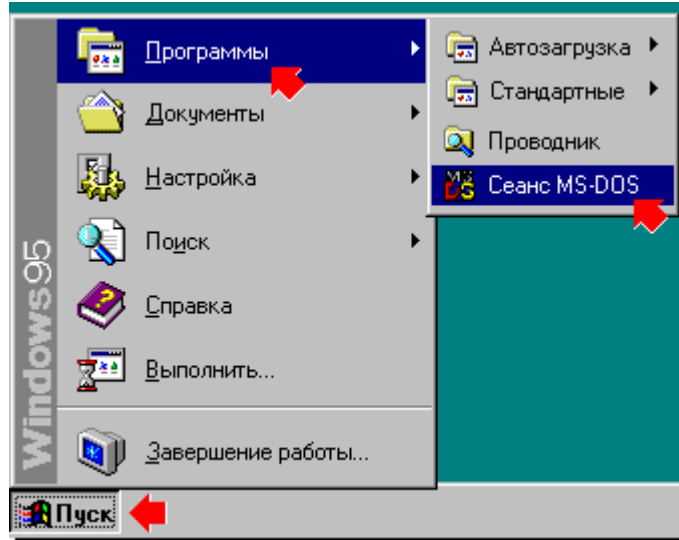 Программы
Документы
Настройка
Поиск
Справка
Выполнить...
Завершение работы...
Windows95
Автозагрузка
Стандартные
Проводник
Сеанс MS-DOS
Пуск